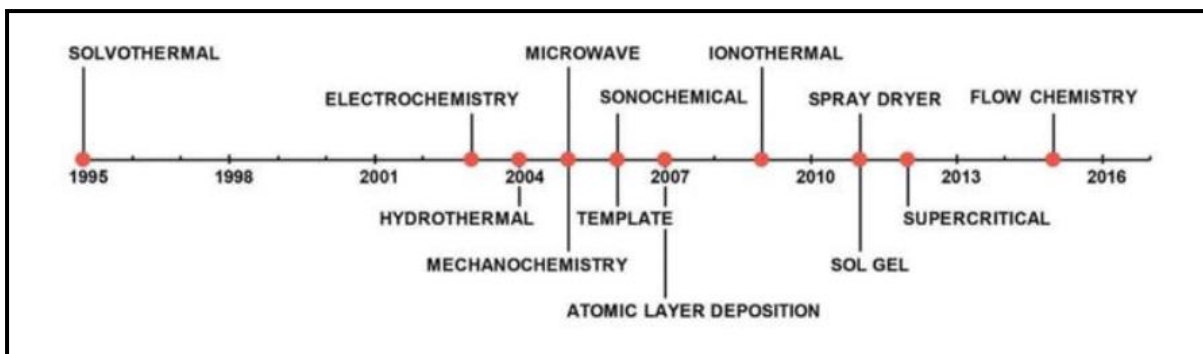 SOLVOTHERMAL MICROWAVE IONOTHERMAL
ELECTROCHEMISTRY SONOCHEMICAL SPRAY DRYER FLOW CHEMISTRY
1995 1998 2001 2004 2007 2010 2013 2016
HYDROTHERMAL TEMPLATE SUPERCRITICAL
MECHANOCHEMISTRY SOL GEL
ATOMIC LAYER DEPOSITION